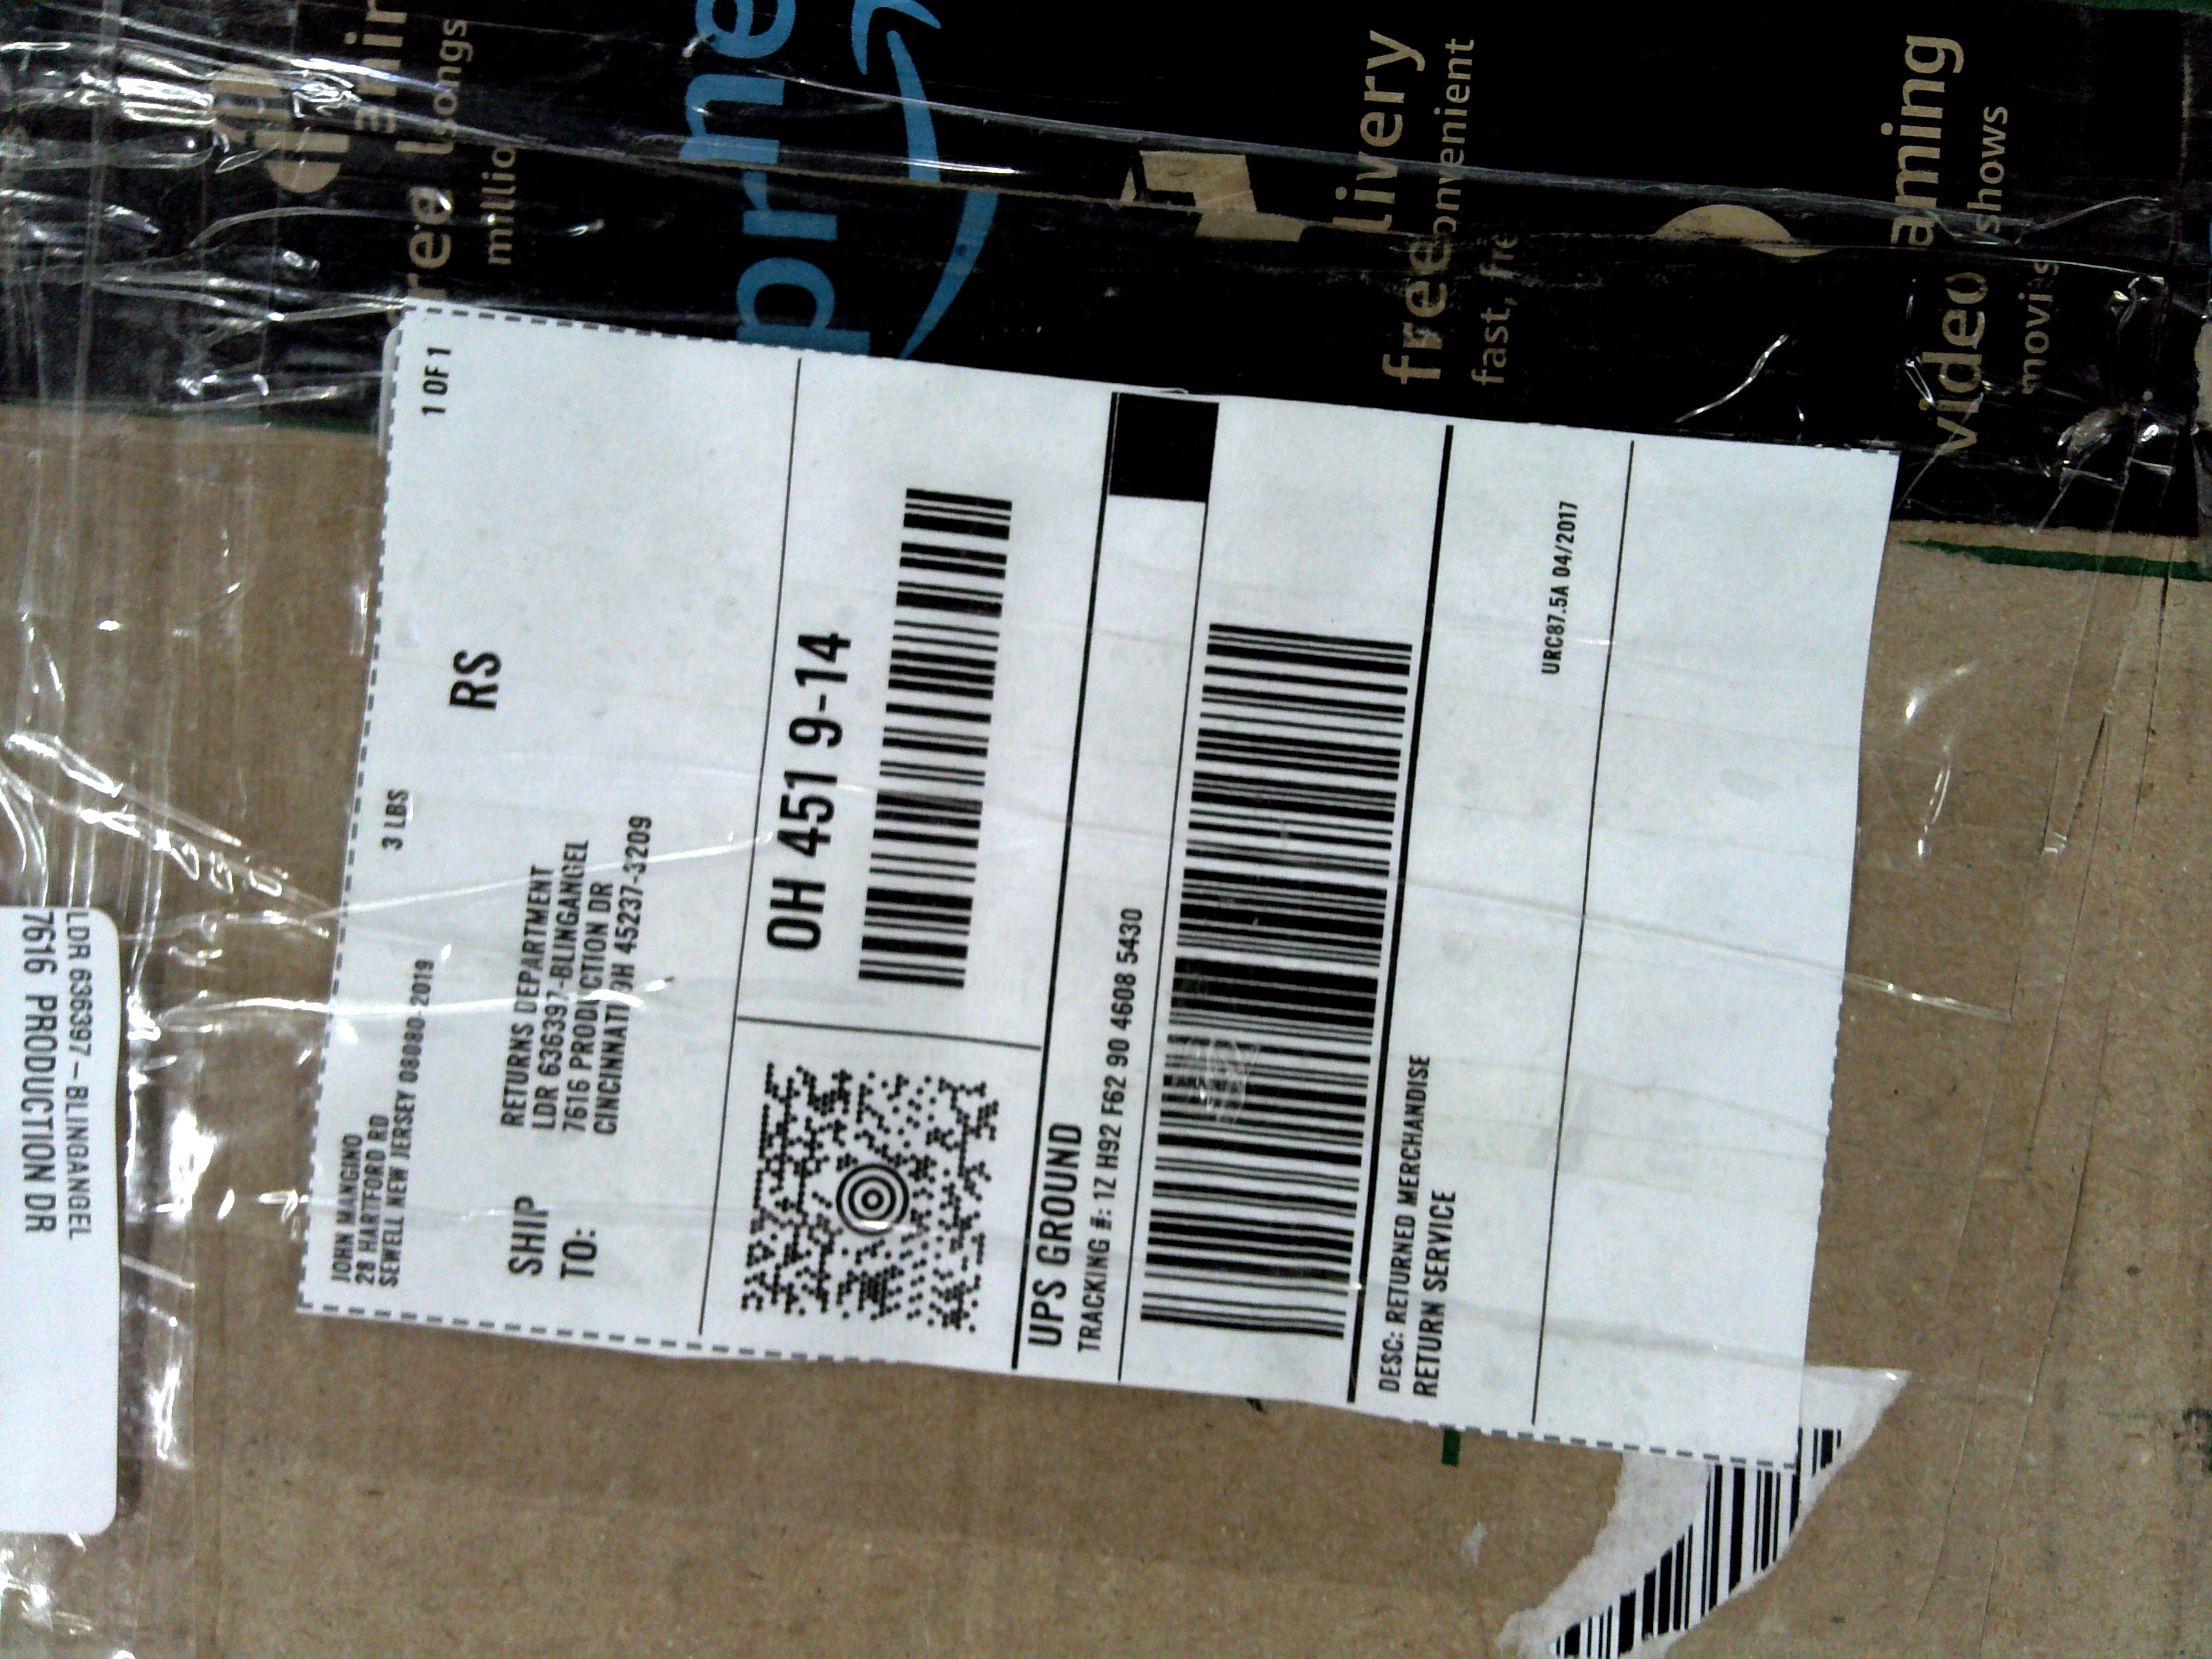 JOHN MANGINO
28 HARTFORD RD
SEWELL NEW JERSEY 08080-2019
3 LBS
1 OF 1
RS
SHIP
TO:
RETURNS DEPARTMENT
LDR 636397-BLINGANGEL
7616 PRODUCTION DR
CINCINNATI OH 45237-3209
OH 451 9-14
UPS GROUND
TRACKING #: 1Z H92 F62 90 4608 5430
DESC: RETURNED MERCHANDISE
RETURN SERVICE
URC87.5A 04/2017
LDR 636397-BLINGANGEL
7616 PRODUCTION DR
prime
free livery
fast, fre onvenient
video aming
movies shows
ree
millio songs